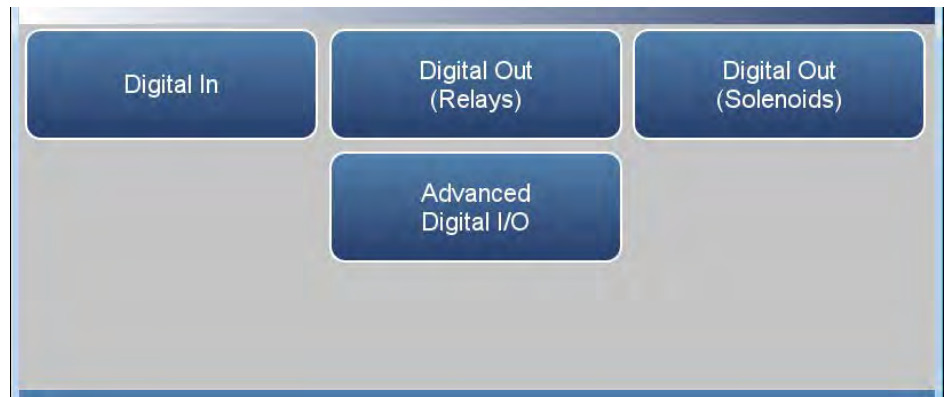 Digital In
Digital Out
(Relays)
Digital Out
(Solenoids)
Advanced
Digital I/O